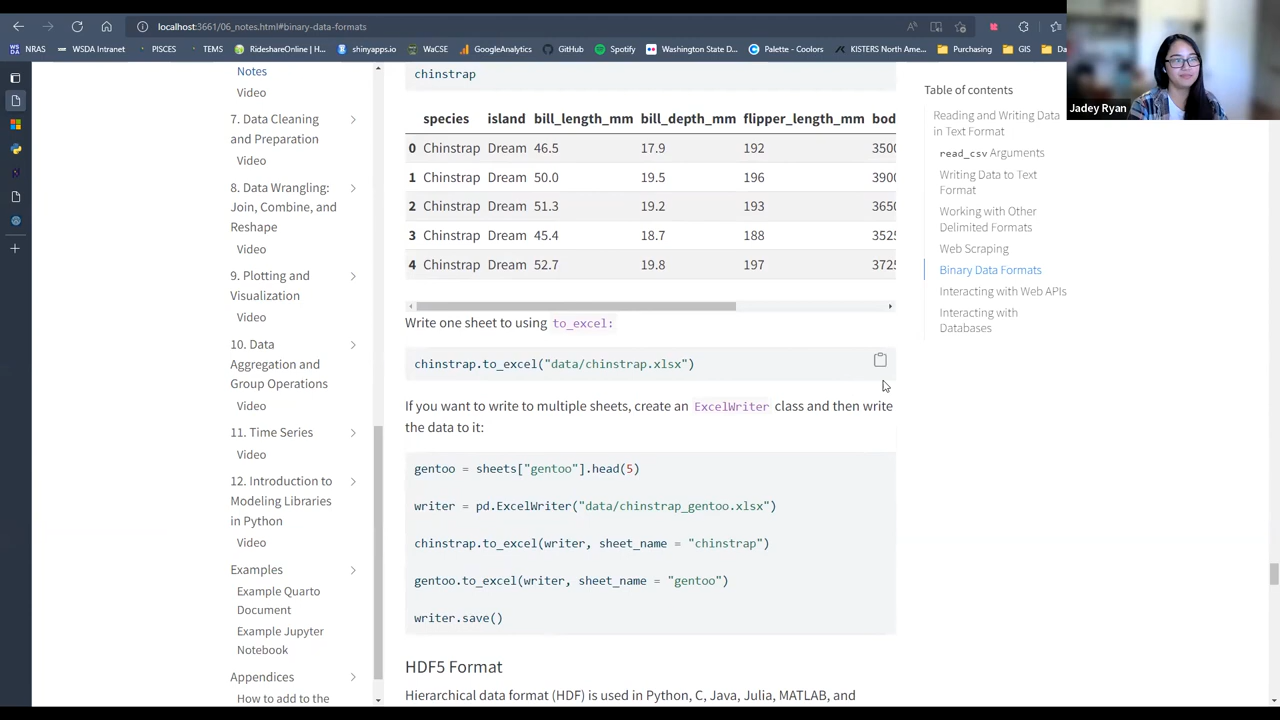 localhost:3661/06_notes.html#binary-data-formats
NRAS
WSDA Intranet
PISCES
TEMS
RideshareOnline | H...
shinyapps.io
WaCSE
GoogleAnalytics
GitHub
Spotify
Washington State D...
Palette - Coolors
KISTERS North Ame...
Purchasing
GIS
Da
Jadey Ryan
Notes
Video
7. Data Cleaning
and Preparation
Video
8. Data Wrangling:
Join, Combine, and
Reshape
Video
9. Plotting and
Visualization
Video
10. Data
Aggregation and
Group Operations
Video
11. Time Series
Video
12. Introduction to
Modeling Libraries
in Python
Video
Examples
Example Quarto
Document
Example Jupyter
Notebook
Appendices
How to add to the
chinstrap
species island bill_length_mm bill_depth_mm flipper_length_mm bod
0 Chinstrap Dream 46.5 17.9 192 3500
1 Chinstrap Dream 50.0 19.5 196 3900
2 Chinstrap Dream 51.3 19.2 193 3650
3 Chinstrap Dream 45.4 18.7 188 3525
4 Chinstrap Dream 52.7 19.8 197 3725
Write one sheet to using to_excel:
chinstrap.to_excel("data/chinstrap.xlsx")
If you want to write to multiple sheets, create an ExcelWriter class and then write
the data to it:
gentoo = sheets["gentoo"].head(5)
writer = pd.ExcelWriter("data/chinstrap_gentoo.xlsx")
chinstrap.to_excel(writer, sheet_name = "chinstrap")
gentoo.to_excel(writer, sheet_name = "gentoo")
writer.save()
HDF5 Format
Hierarchical data format (HDF) is used in Python, C, Java, Julia, MATLAB, and
Table of contents
Reading and Writing Data
in Text Format
read_csv Arguments
Writing Data to Text
Format
Working with Other
Delimited Formats
Web Scraping
Binary Data Formats
Interacting with Web APIs
Interacting with
Databases